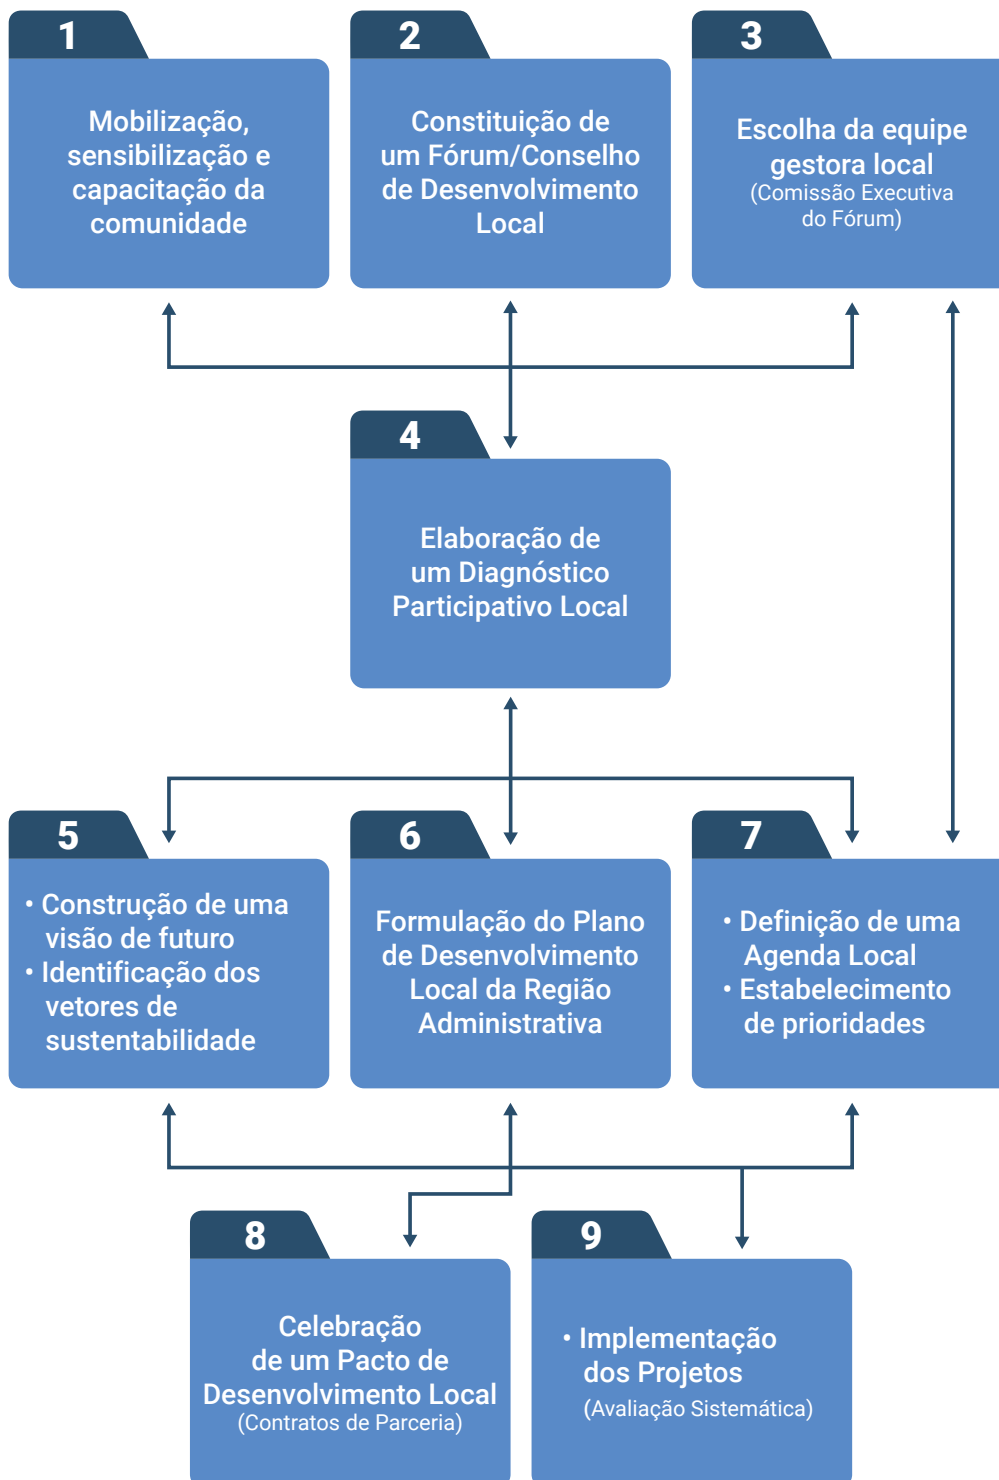 1
Mobilização,
sensibilização e
capacitação da
comunidade
2
Constituição de
um Fórum/Conselho
de Desenvolvimento
Local
3
Escolha da equipe
gestora local
(Comissão Executiva
do Fórum)
4
Elaboração de
um Diagnóstico
Participativo Local
5
• Construção de uma
visão de futuro
• Identificação dos
vetores de
sustentabilidade
6
Formulação do Plano
de Desenvolvimento
Local da Região
Administrativa
7
• Definição de uma
Agenda Local
• Estabelecimento
de prioridades
8
Celebração
de um Pacto de
Desenvolvimento Local
(Contratos de Parceria)
9
• Implementação
dos Projetos
(Avaliação Sistemática)